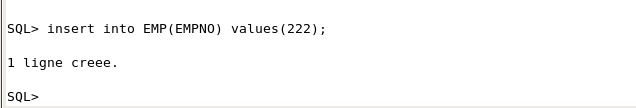 SQL> insert into EMP(EMPNO) values(222);
1 ligne creee.
SQL>